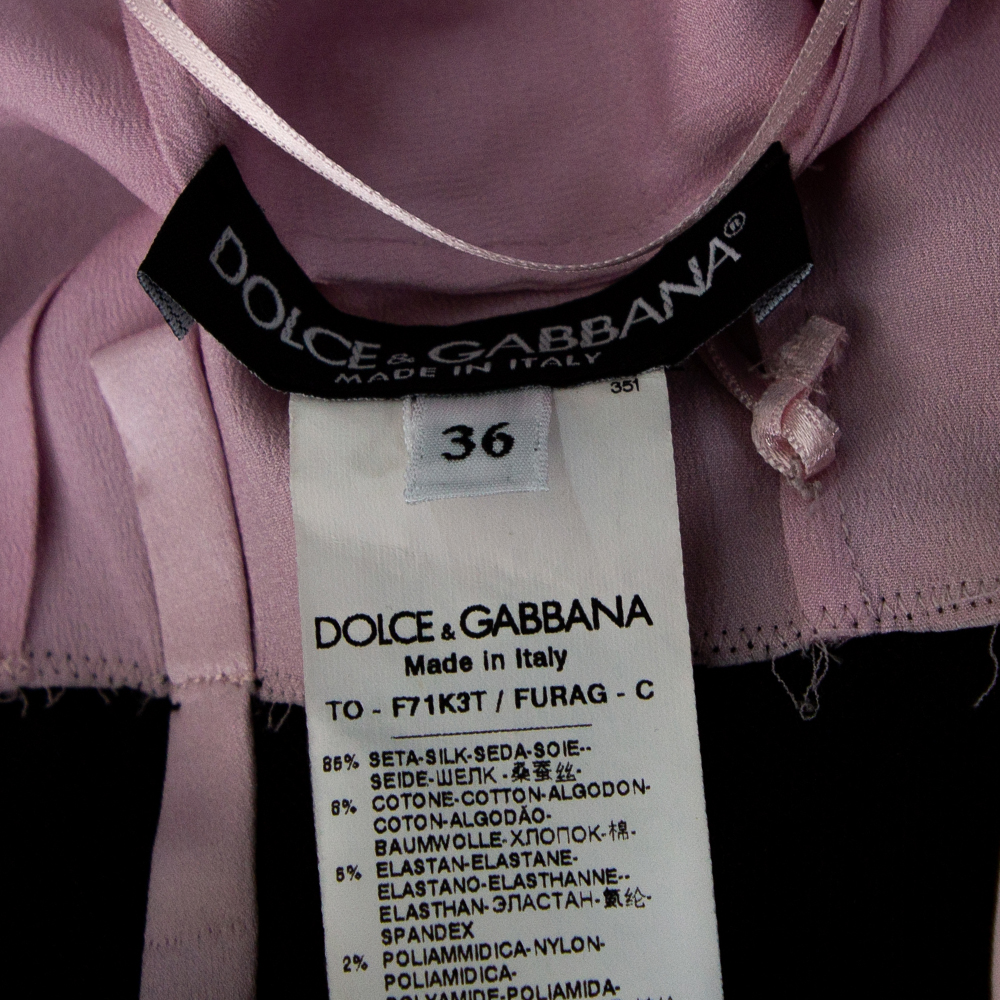 DOLCE & GABBANA®
MADE IN ITALY
351
36
DOLCE & GABBANA
Made in Italy
TO - F71K3T / FURAG - C
85% SETA-SILK-SEDA-SOIE--
SEIDE-ШЕЛК -桑蚕丝-
8% COTONE-COTTON-ALGODON-
COTON-ALGODÃO-
BAUMWOLLE-ХЛОПОК-棉-
5% ELASTAN-ELASTANE-
ELASTANO-ELASTHANNE--
ELASTHAN-ЭЛАСТАН-氨纶-
SPANDEX
2% POLIAMMIDICA-NYLON-
POLIAMIDICA-
POLYAMIDE-POLIAMIDA-